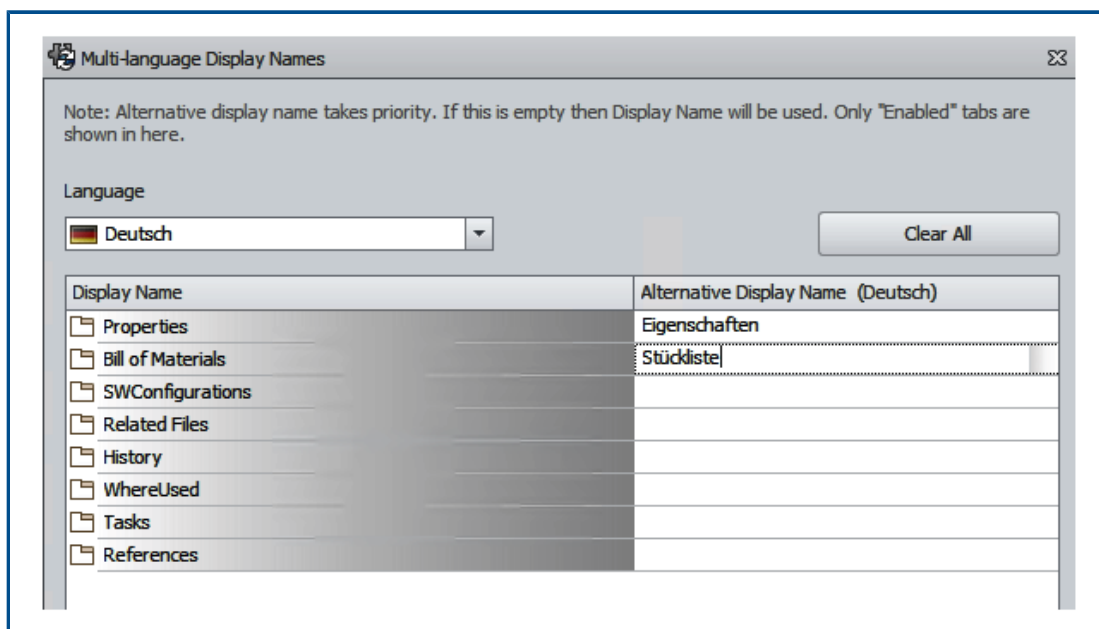 Multi-language Display Names
Note: Alternative display name takes priority. If this is empty then Display Name will be used. Only "Enabled" tabs are
shown in here.
Language
Deutsch
Clear All
Display Name
Alternative Display Name (Deutsch)
Properties
Eigenschaften
Bill of Materials
Stückliste
SWConfigurations
Related Files
History
WhereUsed
Tasks
References